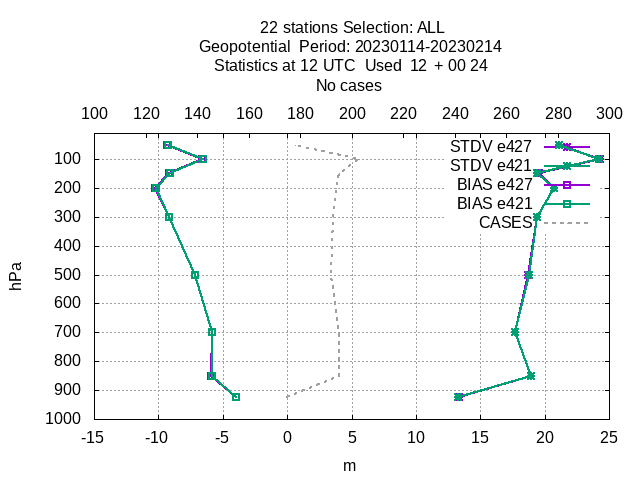 22 stations Selection: ALL
Geopotential  Period: 20230114-20230214
Statistics at 12 UTC  Used  12  + 00 24
No cases
100 120 140 160 180 200 220 240 260 280 300
STDV e427
STDV e421
BIAS e427
BIAS e421
CASES
100
200
300
400
500
600
700
800
900
1000
hPa
-15 -10 -5 0 5 10 15 20 25
m